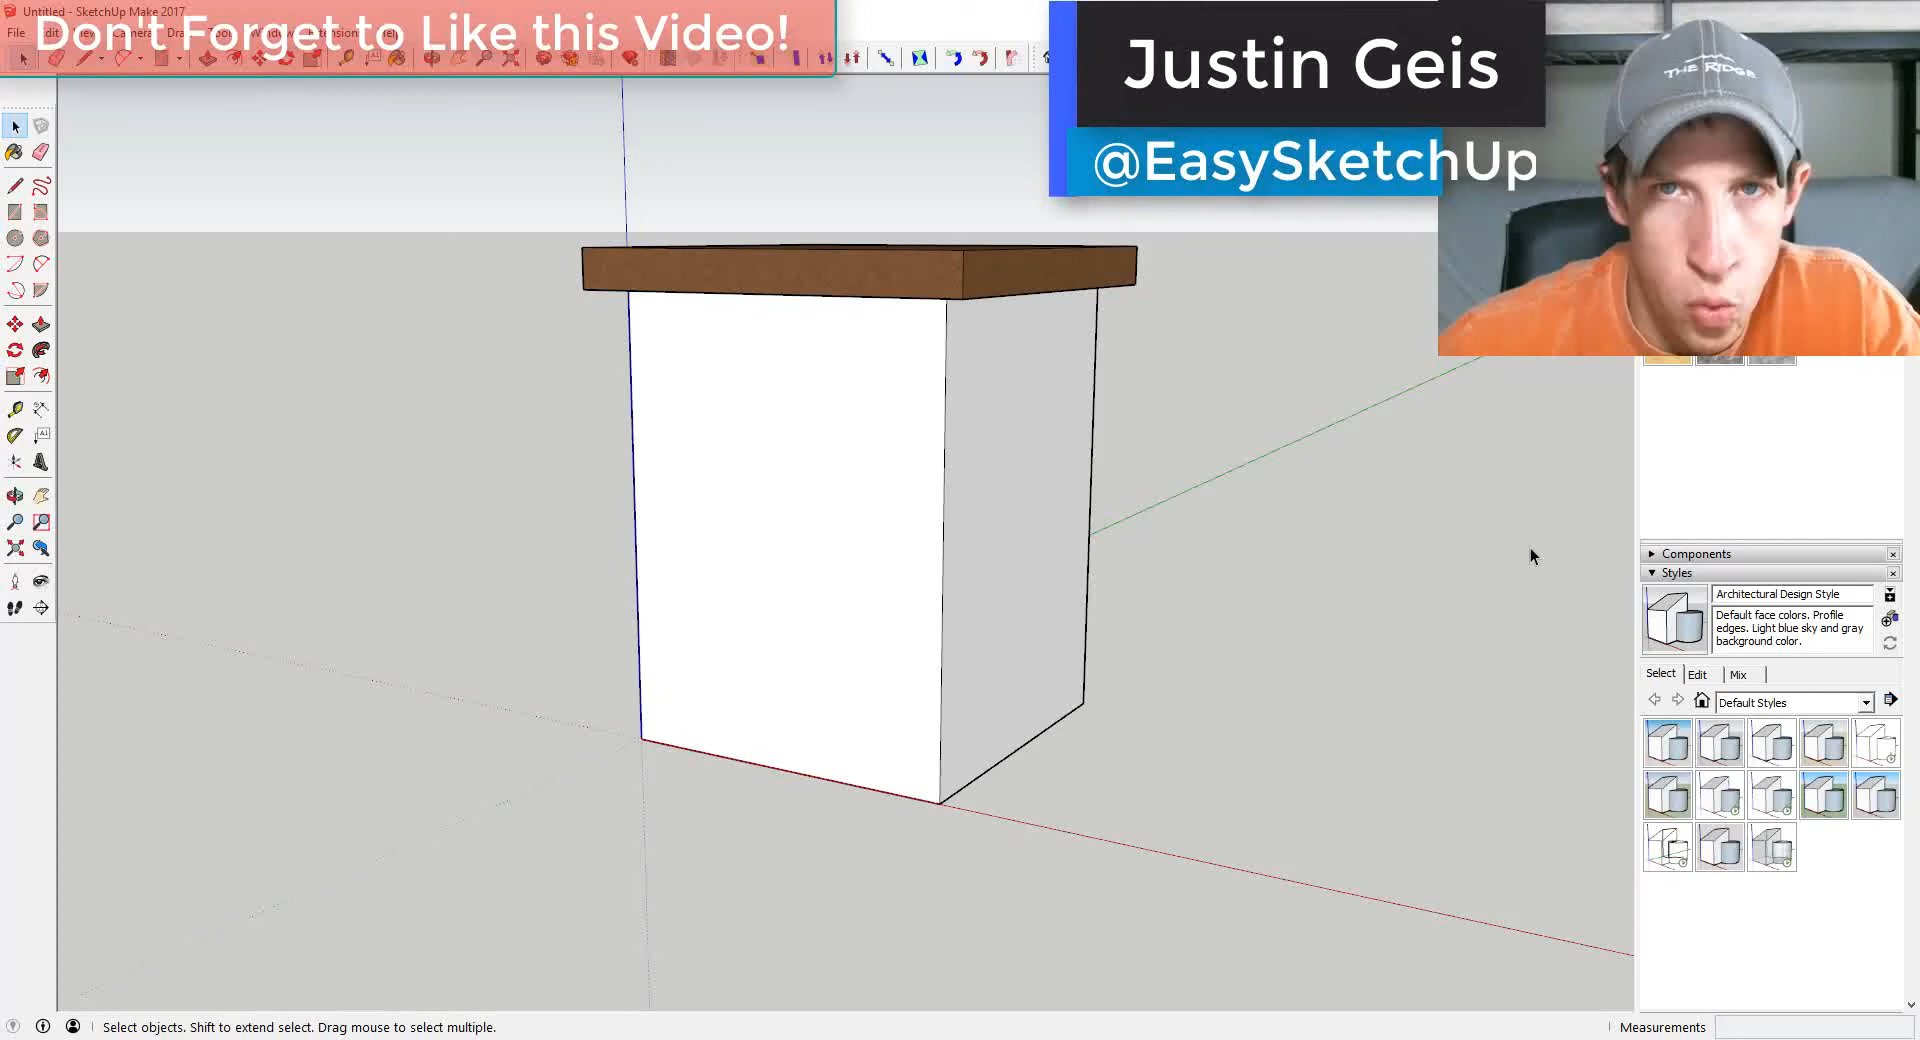 Untitled - SketchUp Make 2017
Don't Forget to Like this Video!
File
Justin Geis
@EasySketchUp
THE RIDGE
Components
Styles
Architectural Design Style
Default face colors. Profile
edges. Light blue sky and gray
background color.
Select Edit Mix
Default Styles
Select objects. Shift to extend select. Drag mouse to select multiple.
Measurements